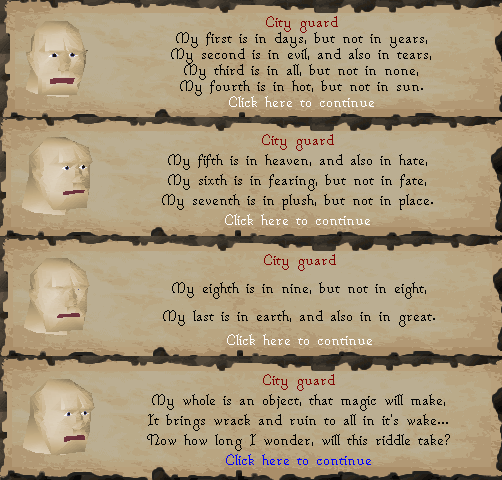 City guard
My first is in days, but not in years,
My second is in evil, and also in tears,
My third is in all, but not in none,
My fourth is in hot, but not in sun.
Click here to continue
City guard
My fifth is in heaven, and also in hate,
My sixth is in fearing, but not in fate,
My seventh is in plush, but not in place.
Click here to continue
City guard
My eighth is in nine, but not in eight,
My last is in earth, and also in in great.
Click here to continue
City guard
My whole is an object, that magic will make,
It brings wrack and ruin to all in it's wake...
Now how long I wonder, will this riddle take?
Click here to continue